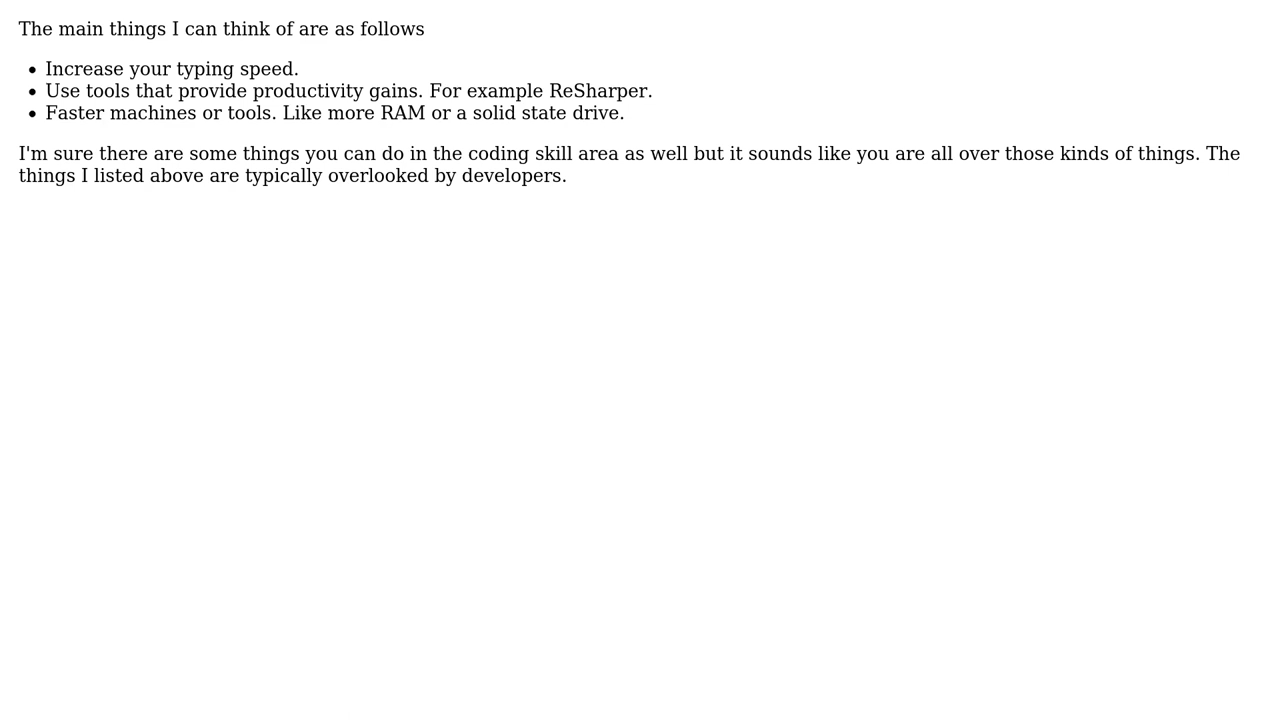 The main things I can think of are as follows
• Increase your typing speed.
• Use tools that provide productivity gains. For example ReSharper.
• Faster machines or tools. Like more RAM or a solid state drive.
I'm sure there are some things you can do in the coding skill area as well but it sounds like you are all over those kinds of things. The
things I listed above are typically overlooked by developers.